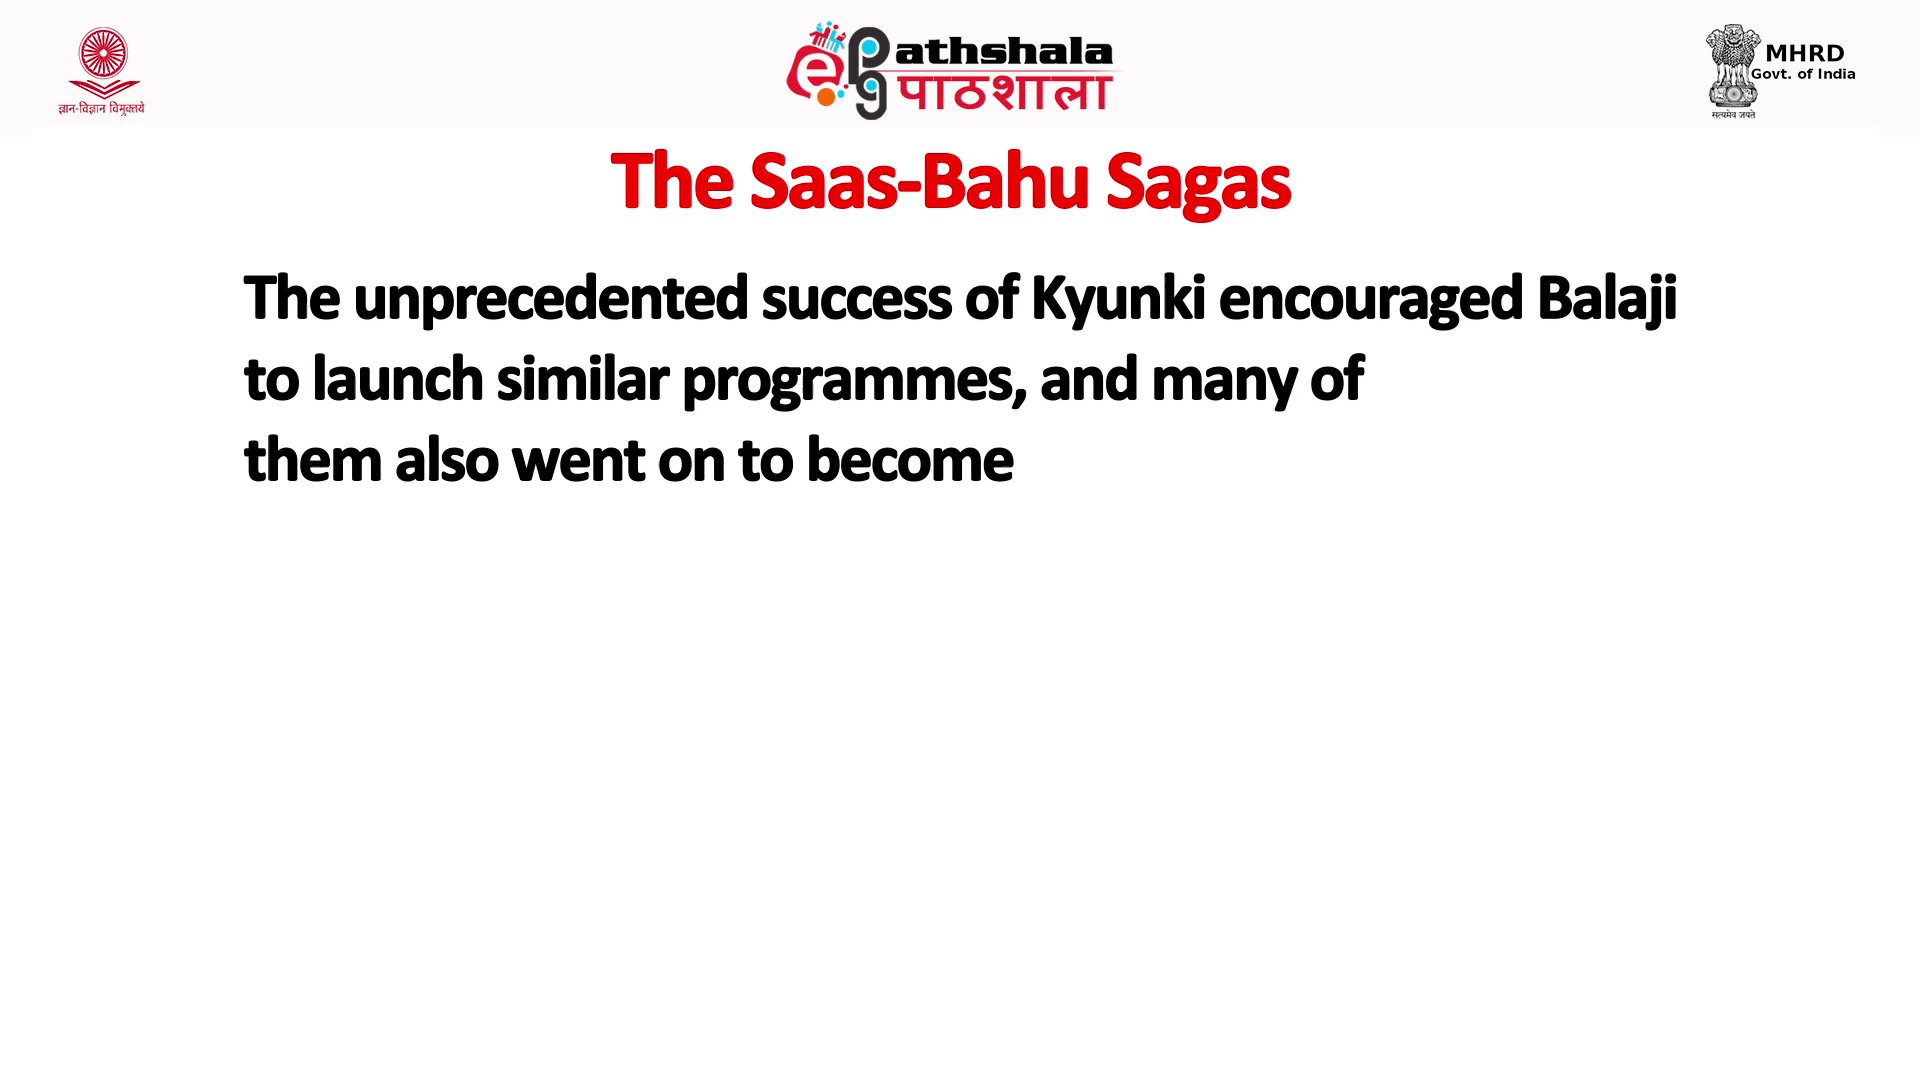 ज्ञान-विज्ञान विमुक्तये
ePathshala
पाठशाला
MHRD
Govt. of India
सत्यमेव जयते
The Saas-Bahu Sagas
The unprecedented success of Kyunki encouraged Balaji
to launch similar programmes, and many of
them also went on to become